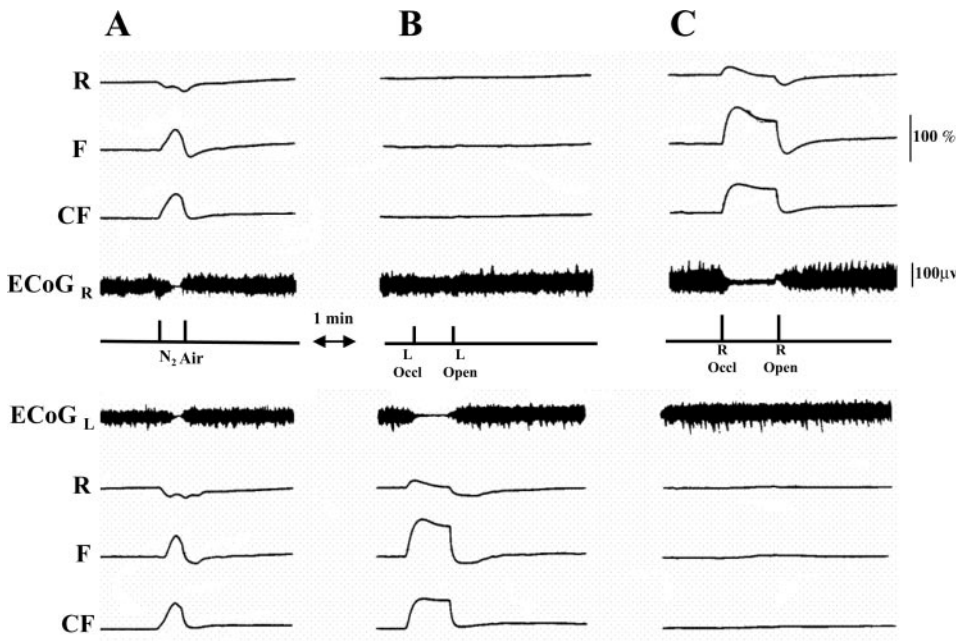 A B C
R
F
100 %
CF
ECoG R
100μv
1 min
N2 Air
L L
Occl Open
R R
Occl Open
ECoG L
R
F
CF